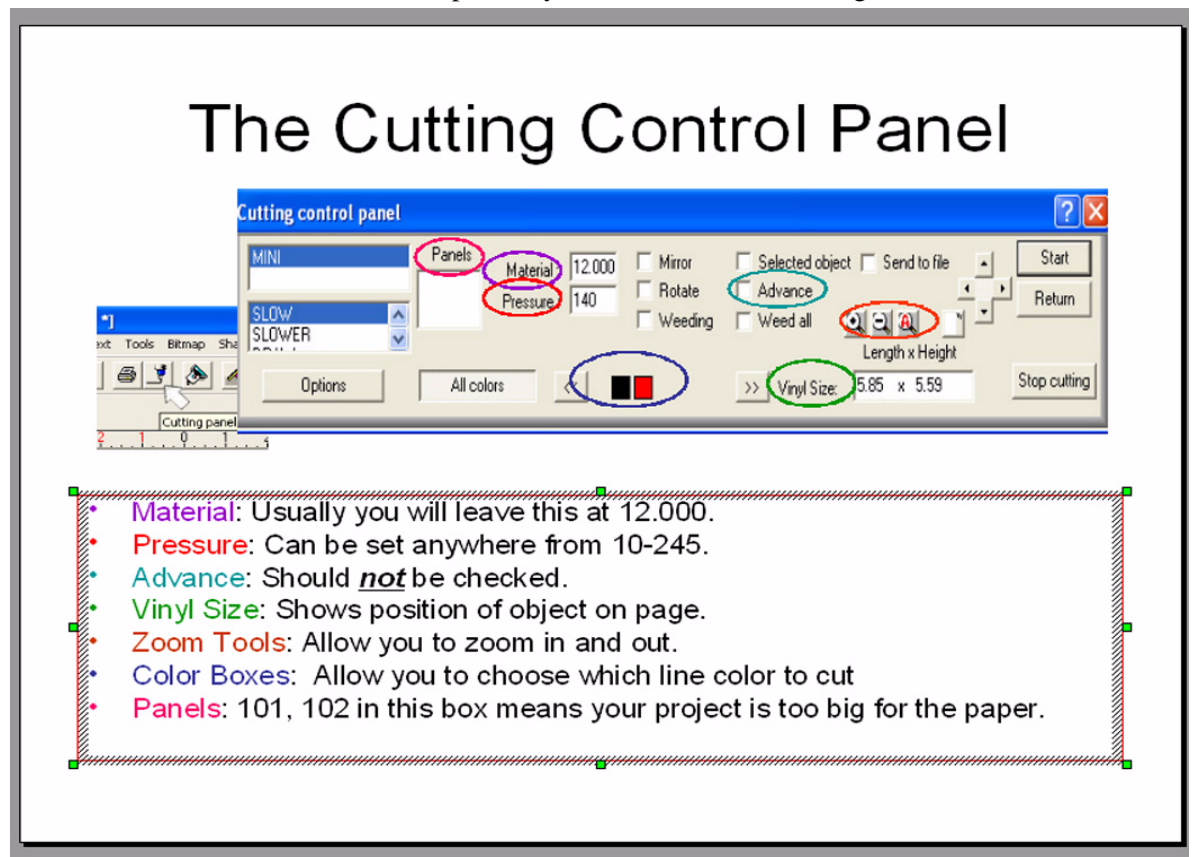 The Cutting Control Panel
Cutting control panel
MINI
Panels
Material 12.000
Mirror
Selected object
Send to file
Start
Pressure 140
Rotate
Advance
Return
SLOW
SLOWER
Weeding
Weed all
Length x Height
Options
All colors
<<
>>
Vinyl Size: 5.85 x 5.59
Stop cutting
Tools Bitmap
Cutting panel
2 1 0 1
• Material: Usually you will leave this at 12.000.
• Pressure: Can be set anywhere from 10-245.
• Advance: Should not be checked.
• Vinyl Size: Shows position of object on page.
• Zoom Tools: Allow you to zoom in and out.
• Color Boxes: Allow you to choose which line color to cut
• Panels: 101, 102 in this box means your project is too big for the paper.